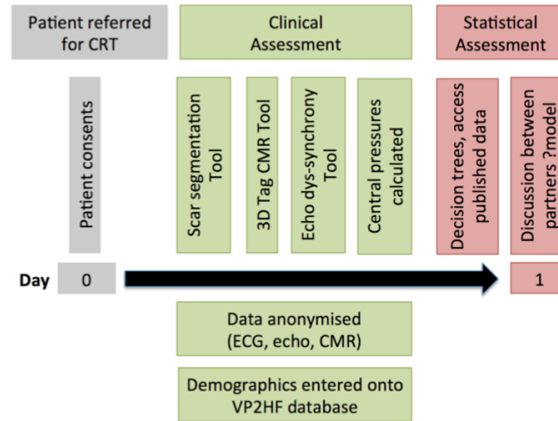 Patient referred
for CRT
Clinical
Assessment
Statistical
Assessment
Patient consents
Scar segmentation
Tool
3D Tag CMR Tool
Echo dys-synchrony
Tool
Central pressures
calculated
Decision trees, access
published data
Discussion between
partners ?model
Day
0
1
Data anonymised
(ECG, echo, CMR)
Demographics entered onto
VP2HF database